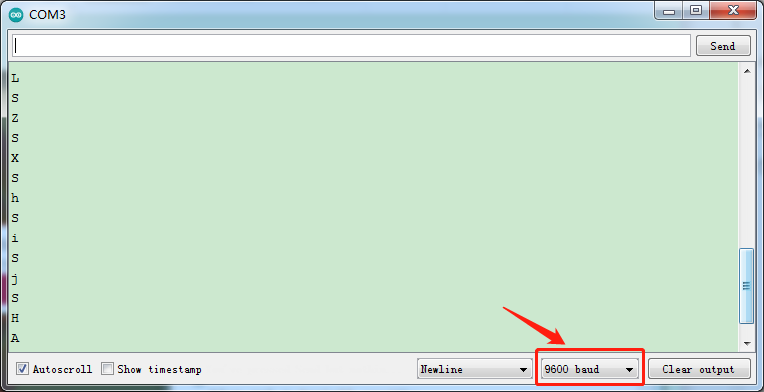 COM3
Send
L
S
Z
S
X
S
h
S
i
S
j
S
H
A
Autoscroll Show timestamp Newline 9600 baud Clear output